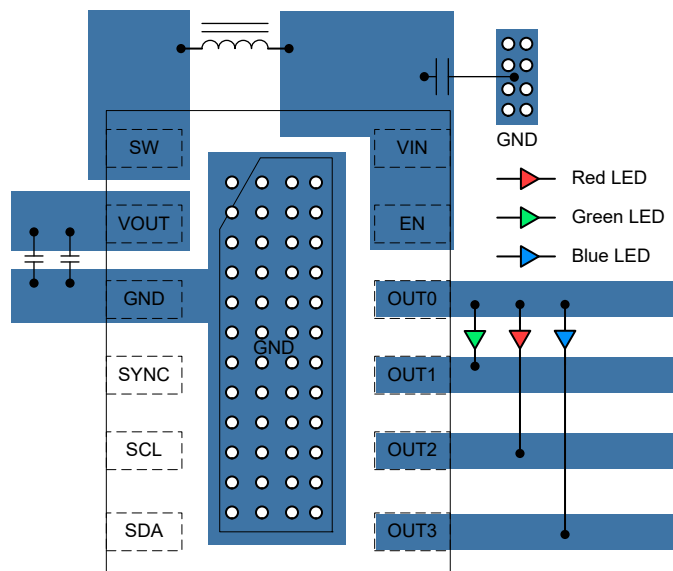 GND
SW
VIN
Red LED
VOUT
EN
Green LED
Blue LED
GND
OUT0
GND
SYNC
OUT1
SCL
OUT2
SDA
OUT3